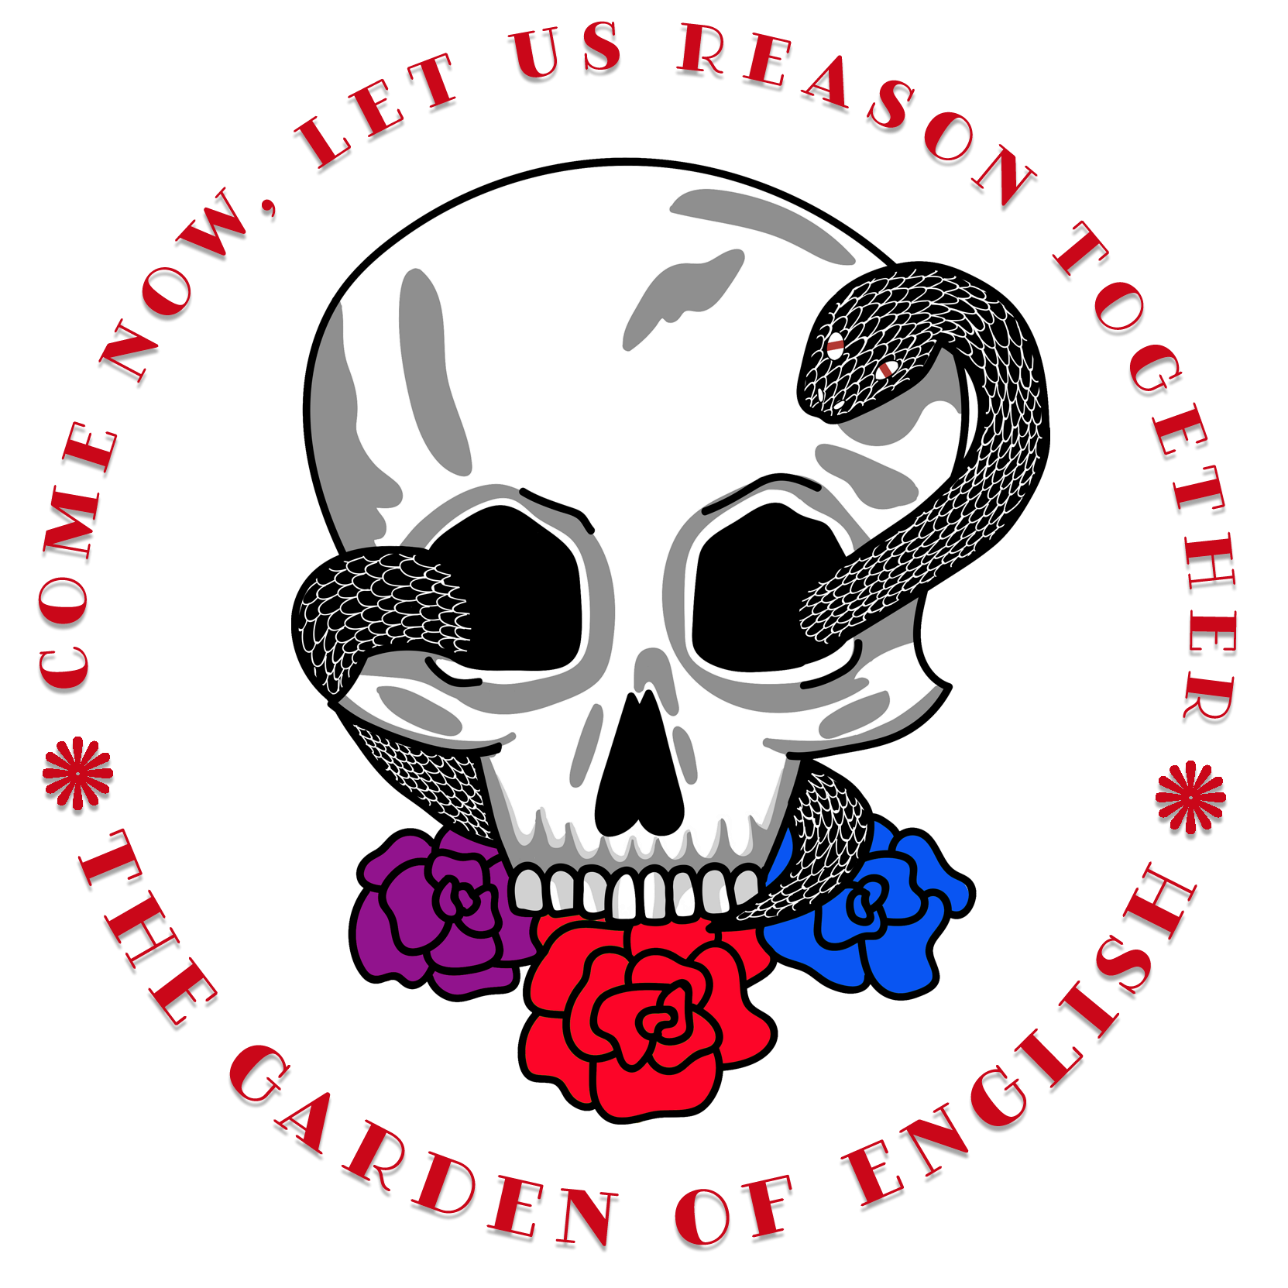 COME NOW, LET US REASON TOGETHER
THE GARDEN OF ENGLISH